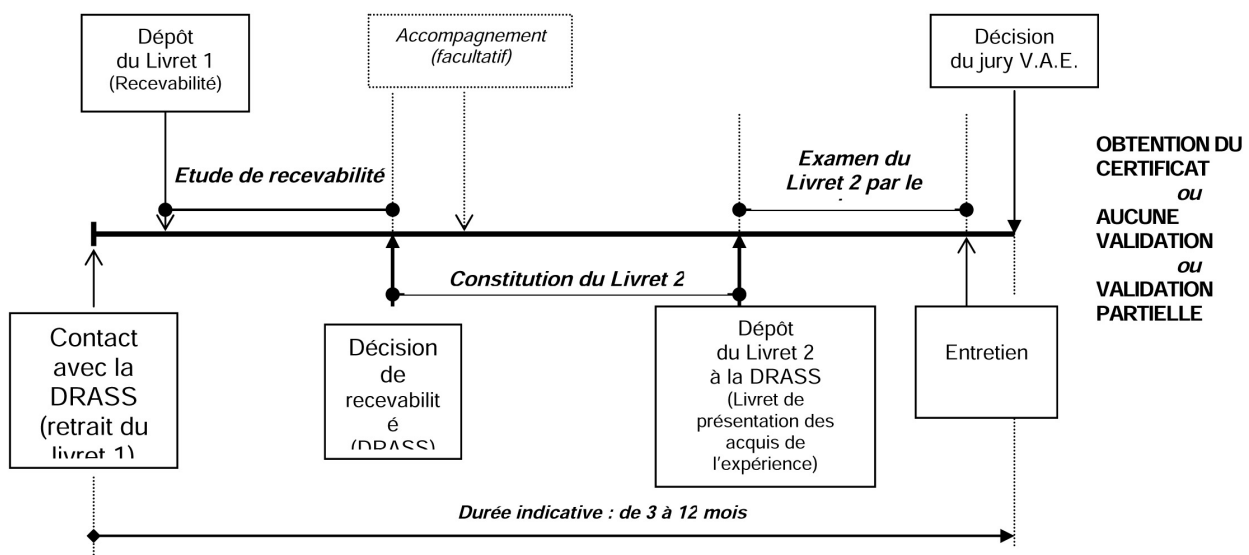 Dépôt
du Livret 1
(Recevabilité)
Accompagnement
(facultatif)
Décision
du jury V.A.E.
Etude de recevabilité
Examen du
Livret 2 par le
OBTENTION DU
CERTIFICAT
ou
AUCUNE
VALIDATION
ou
VALIDATION
PARTIELLE
Constitution du Livret 2
Contact
avec la
DRASS
(retrait du
livret 1)
Décision
de
recevabilit
é
(DRASS)
Dépôt
du Livret 2
à la DRASS
(Livret de
présentation des
acquis de
l'expérience)
Entretien
Durée indicative : de 3 à 12 mois